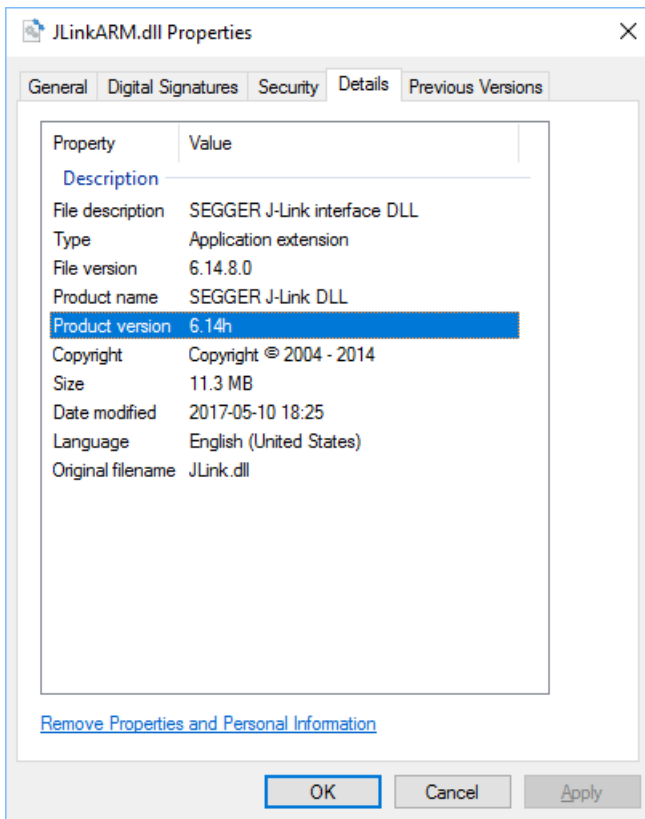 JLinkARM.dll Properties
General Digital Signatures Security Details Previous Versions
Property Value
Description
File description SEGGER J-Link interface DLL
Type Application extension
File version 6.14.8.0
Product name SEGGER J-Link DLL
Product version 6.14h
Copyright Copyright © 2004 - 2014
Size 11.3 MB
Date modified 2017-05-10 18:25
Language English (United States)
Original filename JLink.dll
Remove Properties and Personal Information
OK Cancel Apply